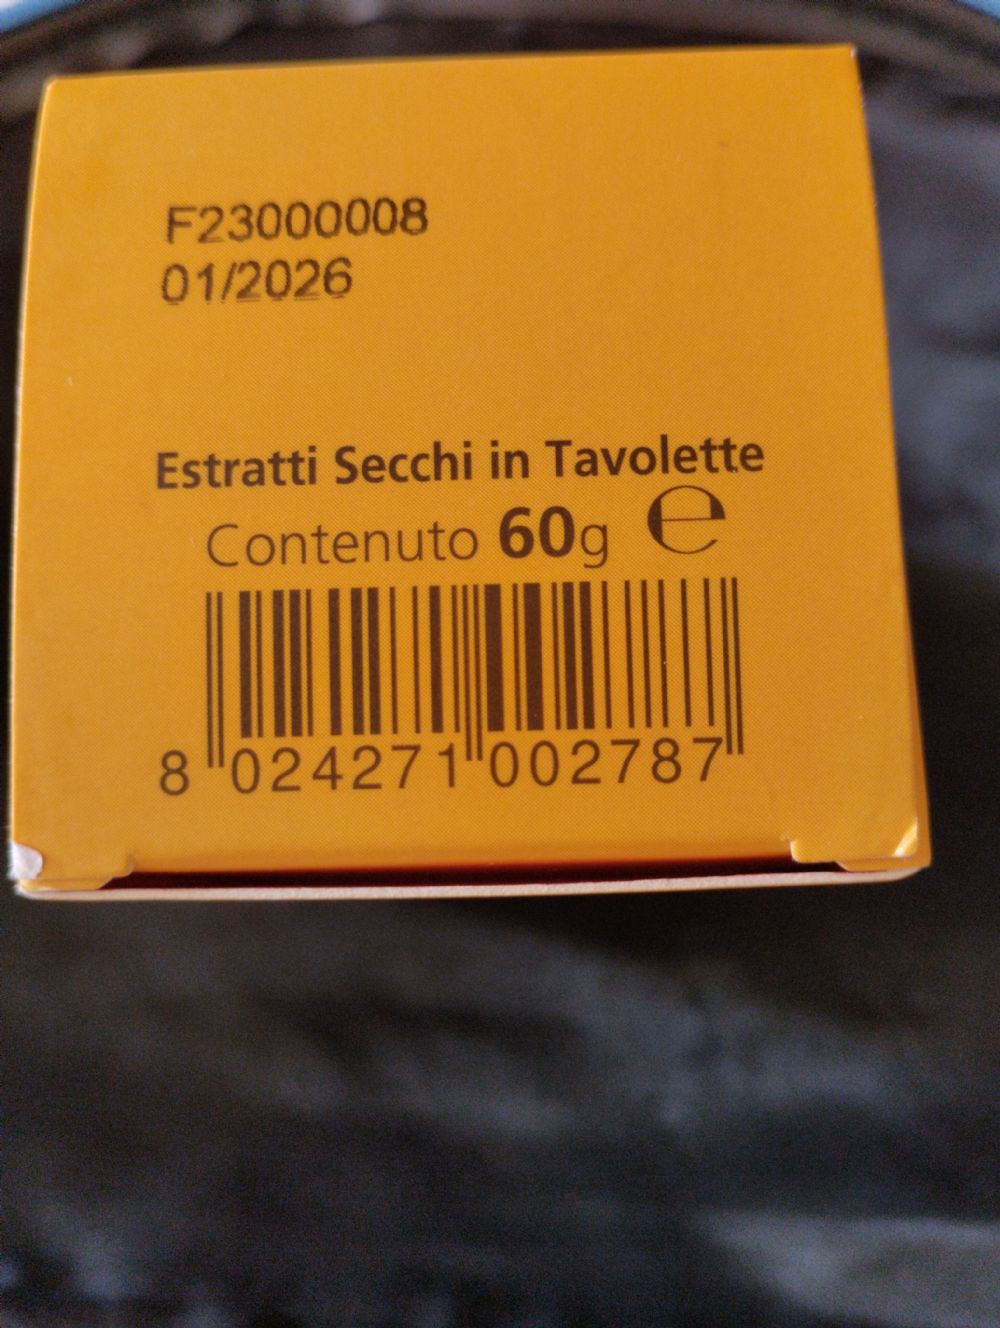 F23000008
01/2026
Estratti Secchi in Tavolette
Contenuto 60g ℮
8 024271 002787